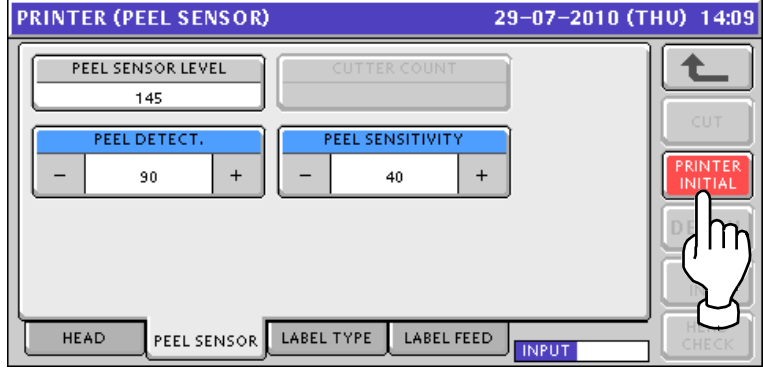 PRINTER (PEEL SENSOR) 29-07-2010 (THU) 14:09
PEEL SENSOR LEVEL
145
CUTTER COUNT
PEEL DETECT.
- 90 +
PEEL SENSITIVITY
- 40 +
CUT
PRINTER
INITIAL
CHECK
HEAD
PEEL SENSOR
LABEL TYPE
LABEL FEED
INPUT